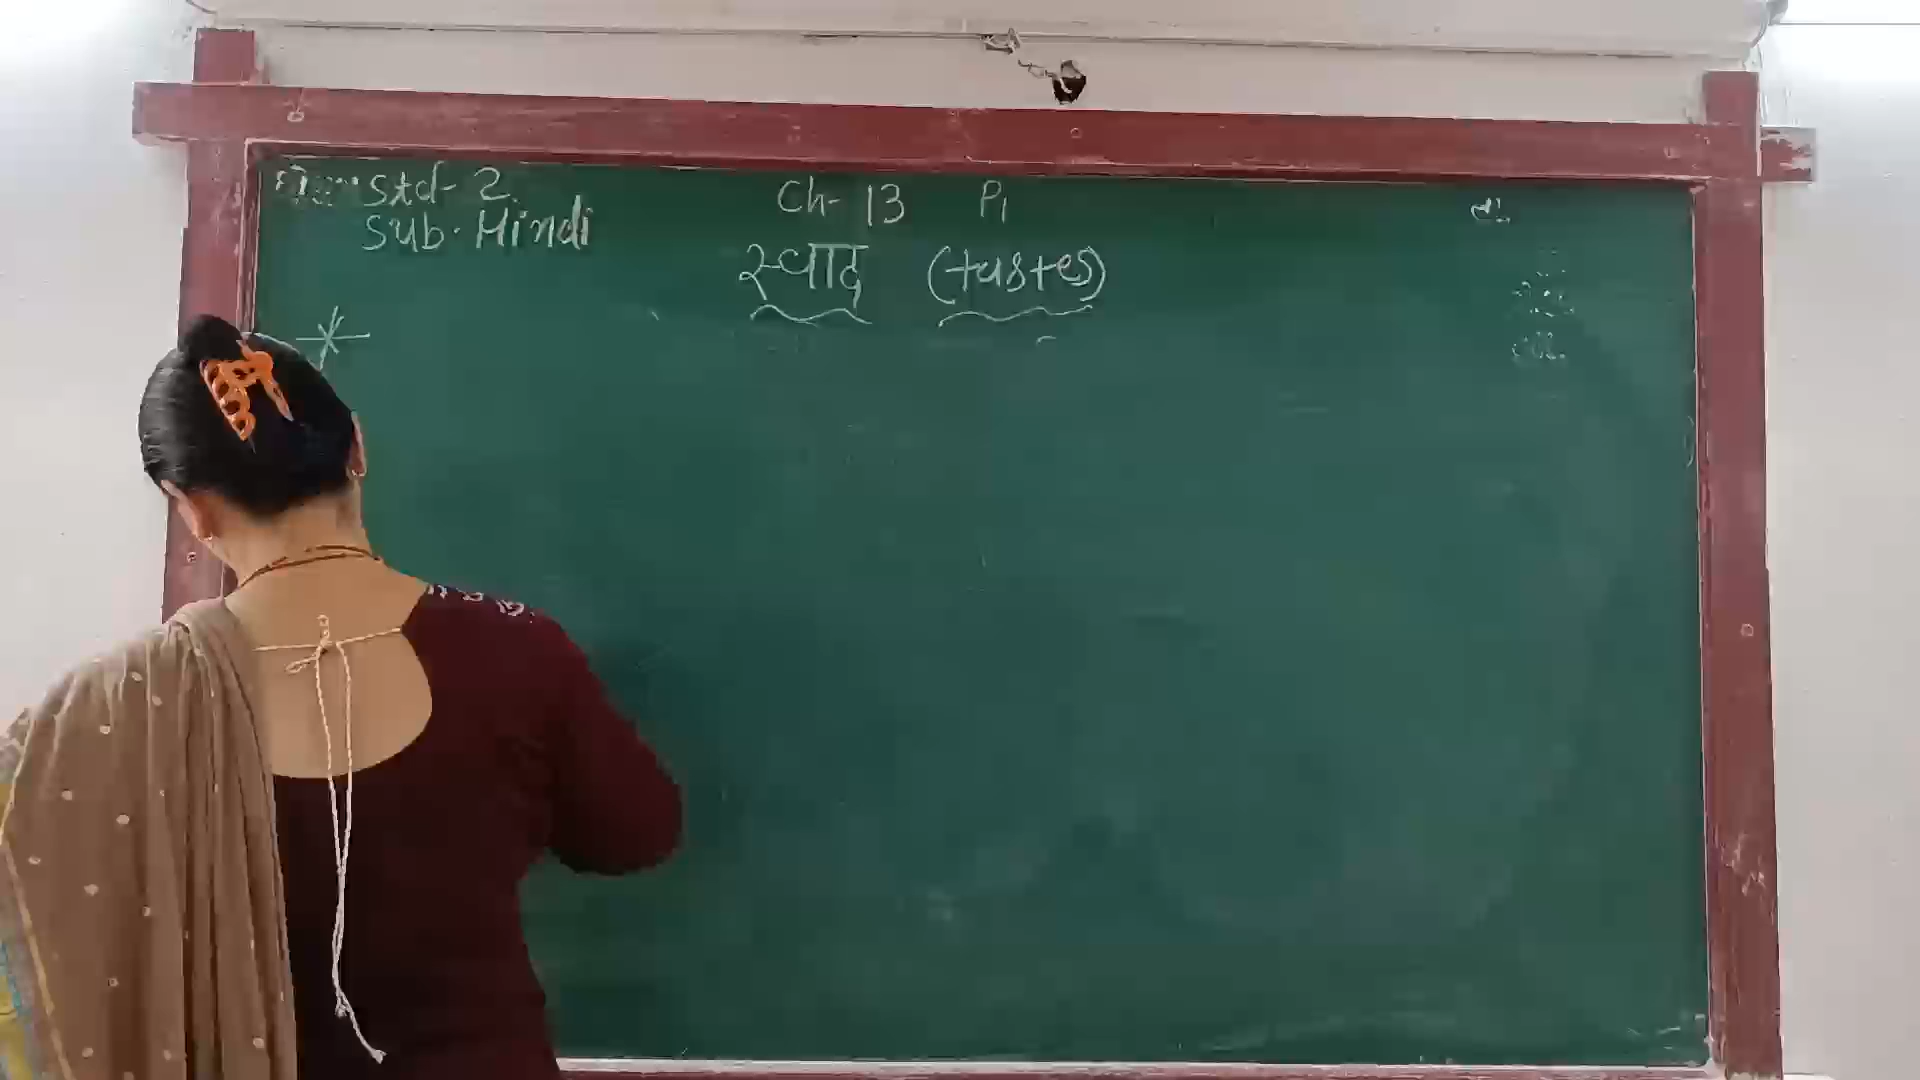 Std- 2
Sub. Hindi
Ch- 13 P1
स्वाद (tastes)